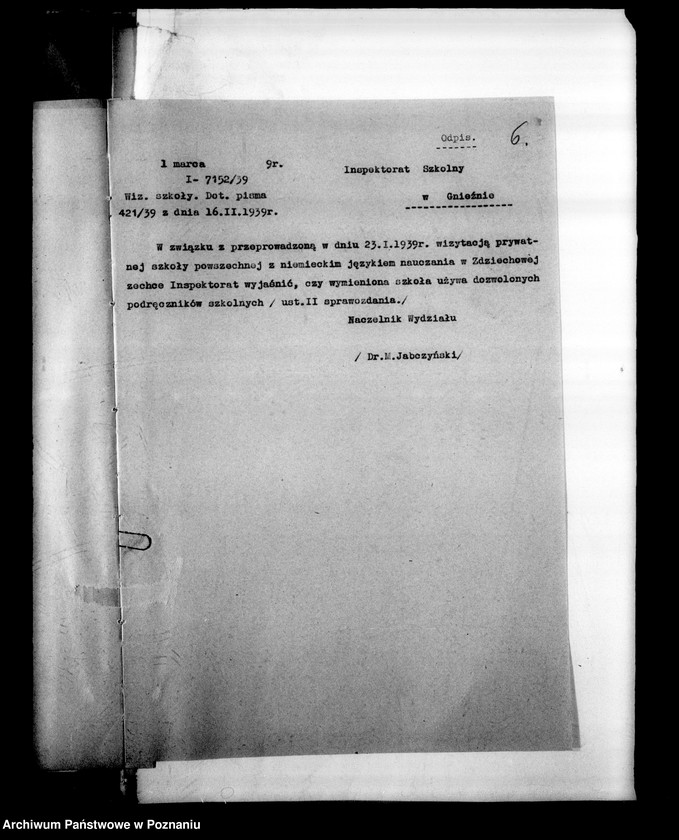 Odpis.
6.
1 marca 9r.
I- 7152/39
Inspektorat Szkolny
Wiz. szkoły. Dot. pisma
w Gnieźnie
421/39 z dnia 16.II.1939r.
W związku z przeprowadzoną w dniu 23.I.1939r. wizytacją prywat-
nej szkoły powszechnej z niemieckim językiem nauczania w Zdziechowej
zechce Inspektorat wyjaśnić, czy wymieniona szkoła używa dozwolonych
podręczników szkolnych / ust.II sprawozdania./
Naczelnik Wydziału
/ Dr.M.Jabczyński/
Archiwum Państwowe w Poznaniu